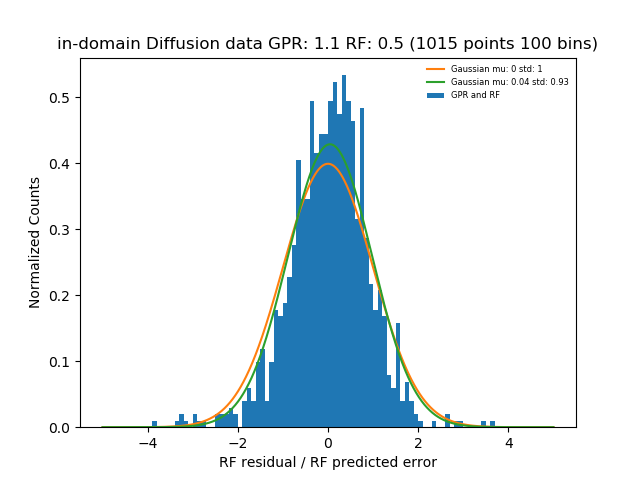 in-domain Diffusion data GPR: 1.1 RF: 0.5 (1015 points 100 bins)
Gaussian mu: 0 std: 1
Gaussian mu: 0.04 std: 0.93
GPR and RF
Normalized Counts
0.5
0.4
0.3
0.2
0.1
0.0
−4 −2 0 2 4
RF residual / RF predicted error